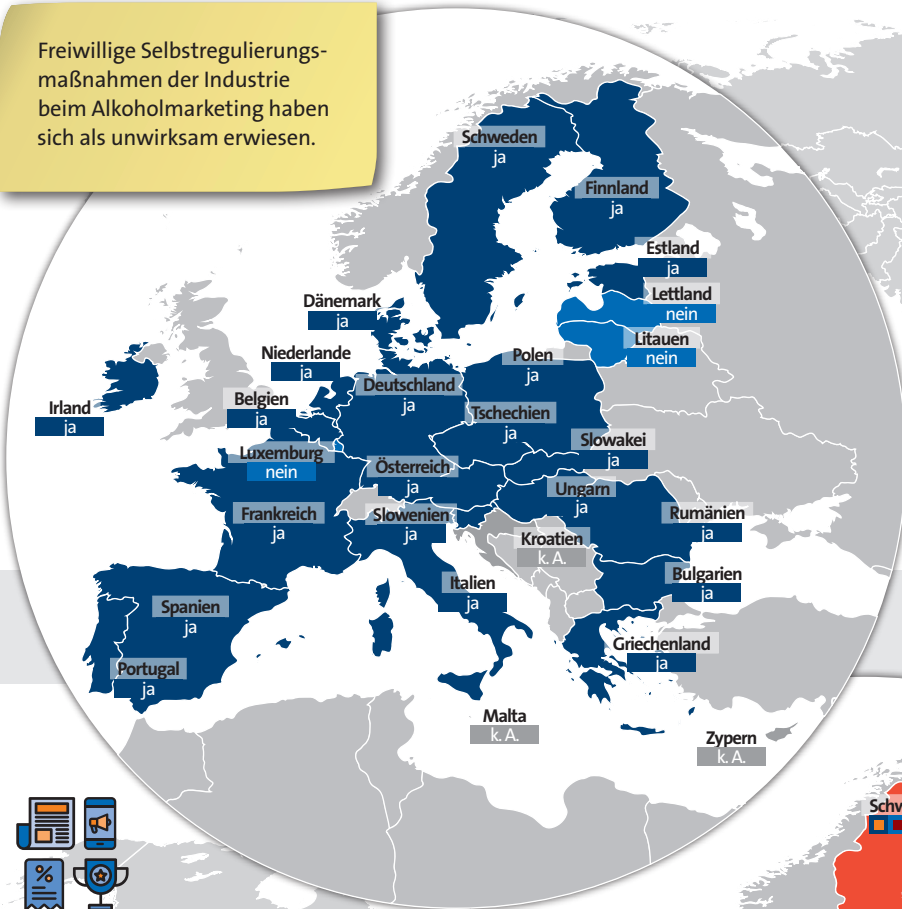 Freiwillige Selbstregulierungs-
maßnahmen der Industrie
beim Alkoholmarketing haben
sich als unwirksam erwiesen.
Schweden
ja
Finnland
ja
Estland
ja
Lettland
nein
Litauen
nein
Dänemark
ja
Niederlande
ja
Polen
ja
Deutschland
ja
Belgien
ja
Irland
ja
Tschechien
ja
Slowakei
ja
Luxemburg
nein
Österreich
ja
Ungarn
ja
Frankreich
ja
Slowenien
ja
Rumänien
ja
Kroatien
k. A.
Bulgarien
ja
Italien
ja
Spanien
ja
Griechenland
ja
Portugal
ja
Malta
k. A.
Zypern
k. A.
%
Schw